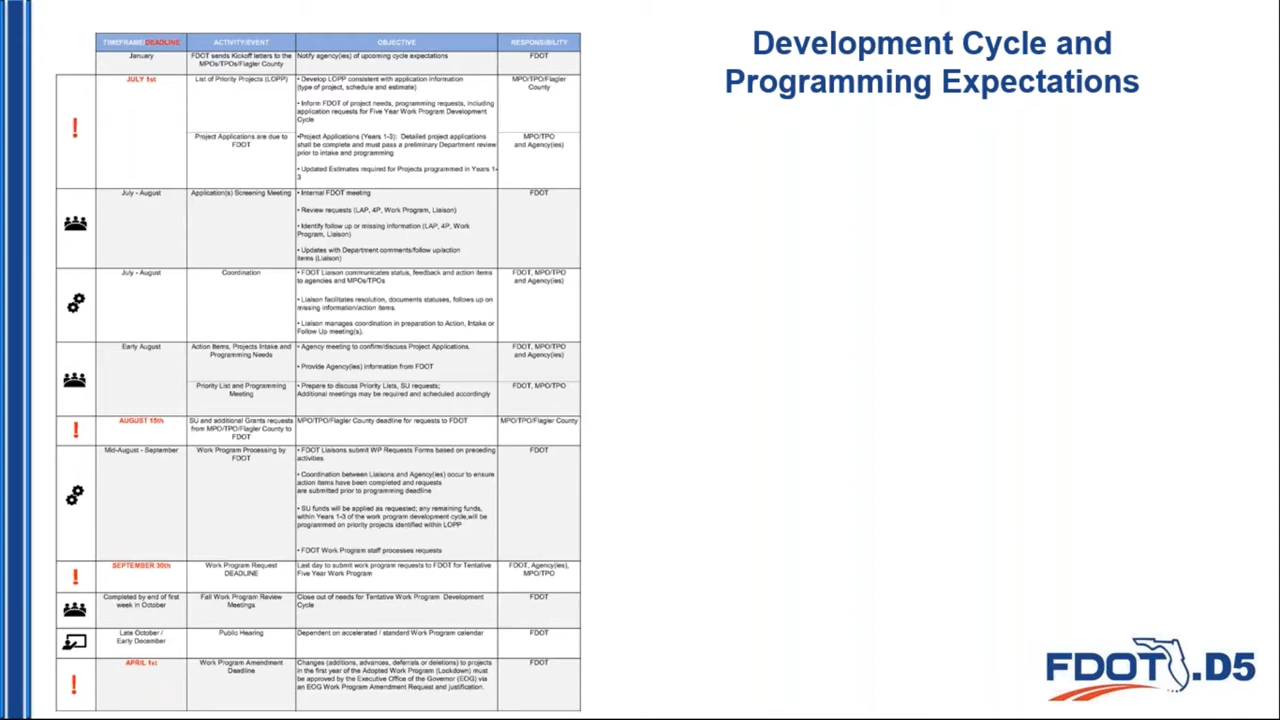 Development Cycle and
Programming Expectations
TIMEFRAME/DEADLINE ACTIVITY/EVENT OBJECTIVE RESPONSIBILITY
January
FDOT sends Kickoff letters to the
MPOs/TPOs/Flagler County
Notify agency(ies) of upcoming cycle expectations
FDOT
JULY 1st
List of Priority Projects (LOPP)
• Develop LOPP consistent with application information
(type of project, schedule and estimate)
• Inform FDOT of project needs, programming requests, including
application requests for Five Year Work Program Development
Cycle
MPO/TPO/Flagler
County
Project Applications are due to
FDOT
•Project Applications (Years 1-3): Detailed project applications
shall be complete and must pass a preliminary Department review
prior to intake and programming
• Updated Estimates required for Projects programmed in Years 1-
3
MPO/TPO
and Agency(ies)
July - August
Application(s) Screening Meeting
• Internal FDOT meeting
• Review requests (LAP, 4P, Work Program, Liaison)
• Identify follow up or missing information (LAP, 4P, Work
Program, Liaison)
• Updates with Department comments/follow up/action
items (Liaison)
FDOT
July - August
Coordination
• FDOT Liaison communicates status, feedback and action items
to agencies and MPOs/TPOs
• Liaison facilitates resolution, documents statuses, follows up on
missing information/action items.
• Liaison manages coordination in preparation to Action, Intake or
Follow Up meeting(s).
FDOT, MPO/TPO
and Agency(ies)
Early August
Action Items, Projects Intake and
Programming Needs
• Agency meeting to confirm/discuss Project Applications.
• Provide Agency(ies) information from FDOT
FDOT, MPO/TPO
and Agency(ies)
Priority List and Programming
Meeting
• Prepare to discuss Priority Lists, SU requests;
Additional meetings may be required and scheduled accordingly
FDOT, MPO/TPO
AUGUST 15th
SU and additional Grants requests
from MPO/TPO/Flagler County to
FDOT
MPO/TPO/Flagler County deadline for requests to FDOT
MPO/TPO/Flagler County
Mid-August - September
Work Program Processing by
FDOT
• FDOT Liaisons submit WP Requests Forms based on preceding
activities
• Coordination between Liaisons and Agency(ies) occur to ensure
action items have been completed and requests
are submitted prior to programming deadline
• SU funds will be applied as requested; any remaining funds,
within Years 1-3 of the work program development cycle,will be
programmed on priority projects identified within LOPP
• FDOT Work Program staff processes requests
FDOT
SEPTEMBER 30th
Work Program Request
DEADLINE
Last day to submit work program requests to FDOT for Tentative
Five Year Work Program
FDOT, Agency(ies),
MPO/TPO
Completed by end of first
week in October
Fall Work Program Review
Meetings
Close out of needs for Tentative Work Program Development
Cycle
FDOT
Late October /
Early December
Public Hearing
Dependent on accelerated / standard Work Program calendar
FDOT
APRIL 1st
Work Program Amendment
Deadline
Changes (additions, advances, deferrals or deletions) to projects
in the first year of the Adopted Work Program (Lockdown) must
be approved by the Executive Office of the Governor (EOG) via
an EOG Work Program Amendment Request and justification.
FDOT
FDOT.D5